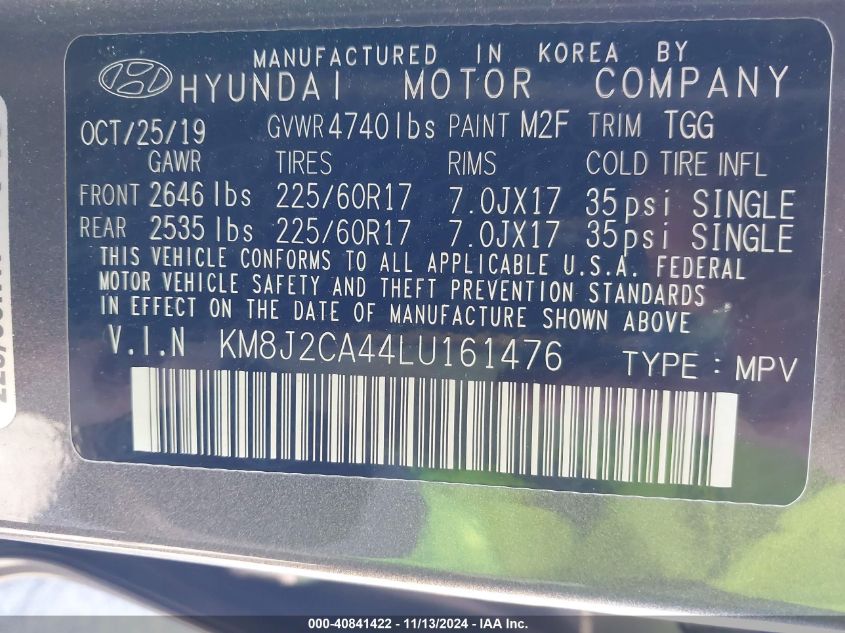 MANUFACTURED IN KOREA BY
HYUNDAI MOTOR COMPANY
OCT/25/19 GVWR 4740lbs PAINT M2F TRIM TGG
GAWR TIRES RIMS COLD TIRE INFL
FRONT 2646 lbs 225/60R17 7.0JX17 35psi SINGLE
REAR 2535 lbs 225/60R17 7.0JX17 35psi SINGLE
THIS VEHICLE CONFORMS TO ALL APPLICABLE U.S.A. FEDERAL
MOTOR VEHICLE SAFETY AND THEFT PREVENTION STANDARDS
IN EFFECT ON THE DATE OF MANUFACTURE SHOWN ABOVE
V.I.N KM8J2CA44LU161476 TYPE: MPV
000-40841422 - 11/13/2024 - IAA Inc.